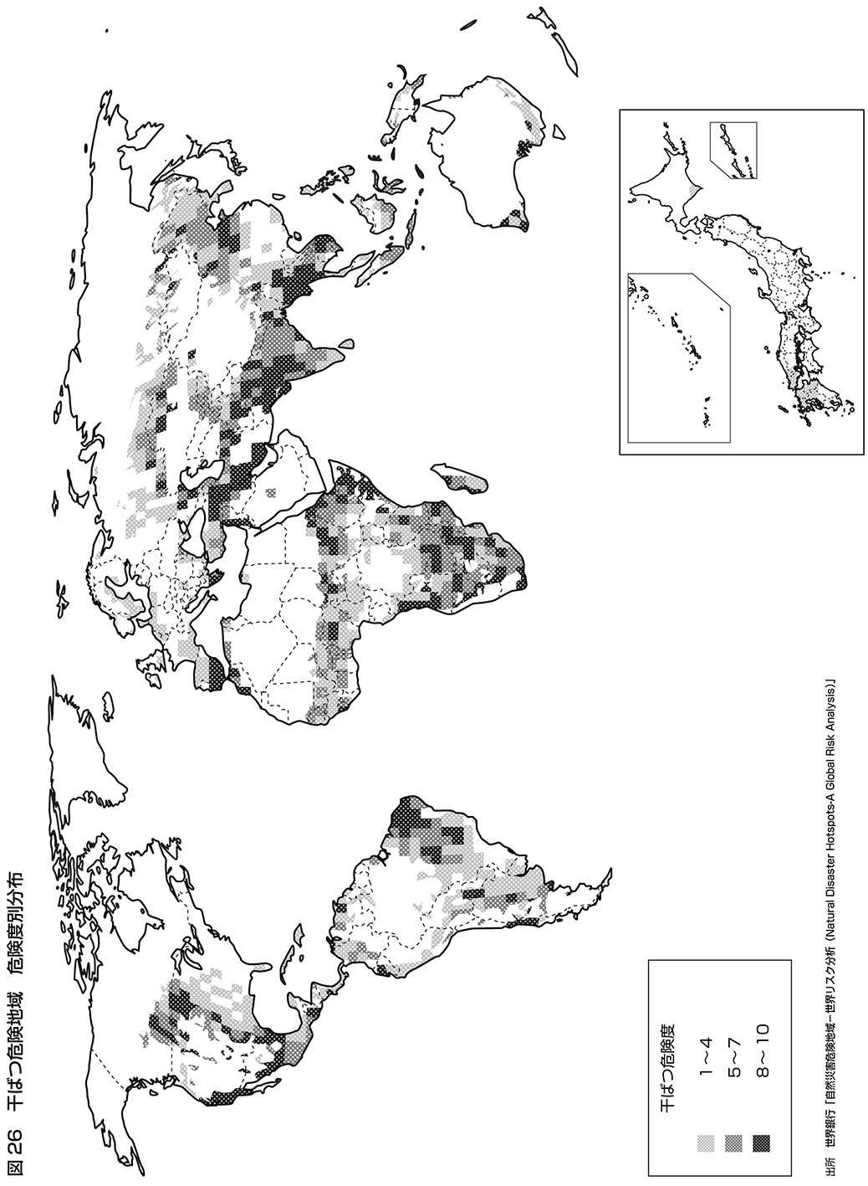 図 26　干ばつ危険地域　危険度別分布
干ばつ危険度
1～4
5～7
8～10
出所　世界銀行「自然災害危険地域－世界リスク分析（Natural Disaster Hotspots-A Global Risk Analysis）」